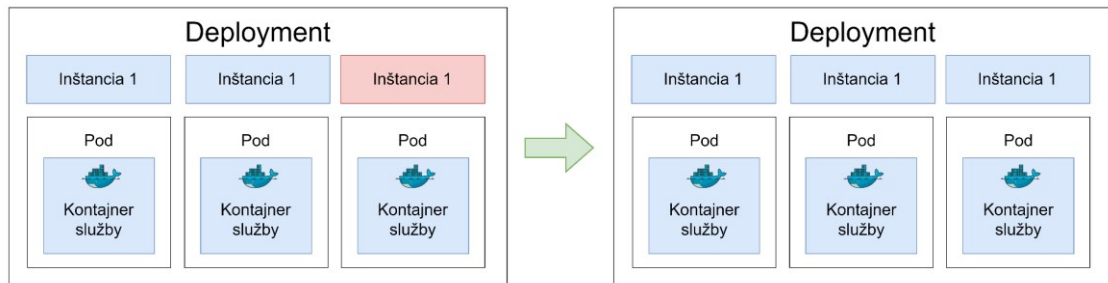 Deployment
Inštancia 1
Inštancia 1
Inštancia 1
Pod
Pod
Pod
Kontajner
služby
Kontajner
služby
Kontajner
služby
Deployment
Inštancia 1
Inštancia 1
Inštancia 1
Pod
Pod
Pod
Kontajner
služby
Kontajner
služby
Kontajner
služby